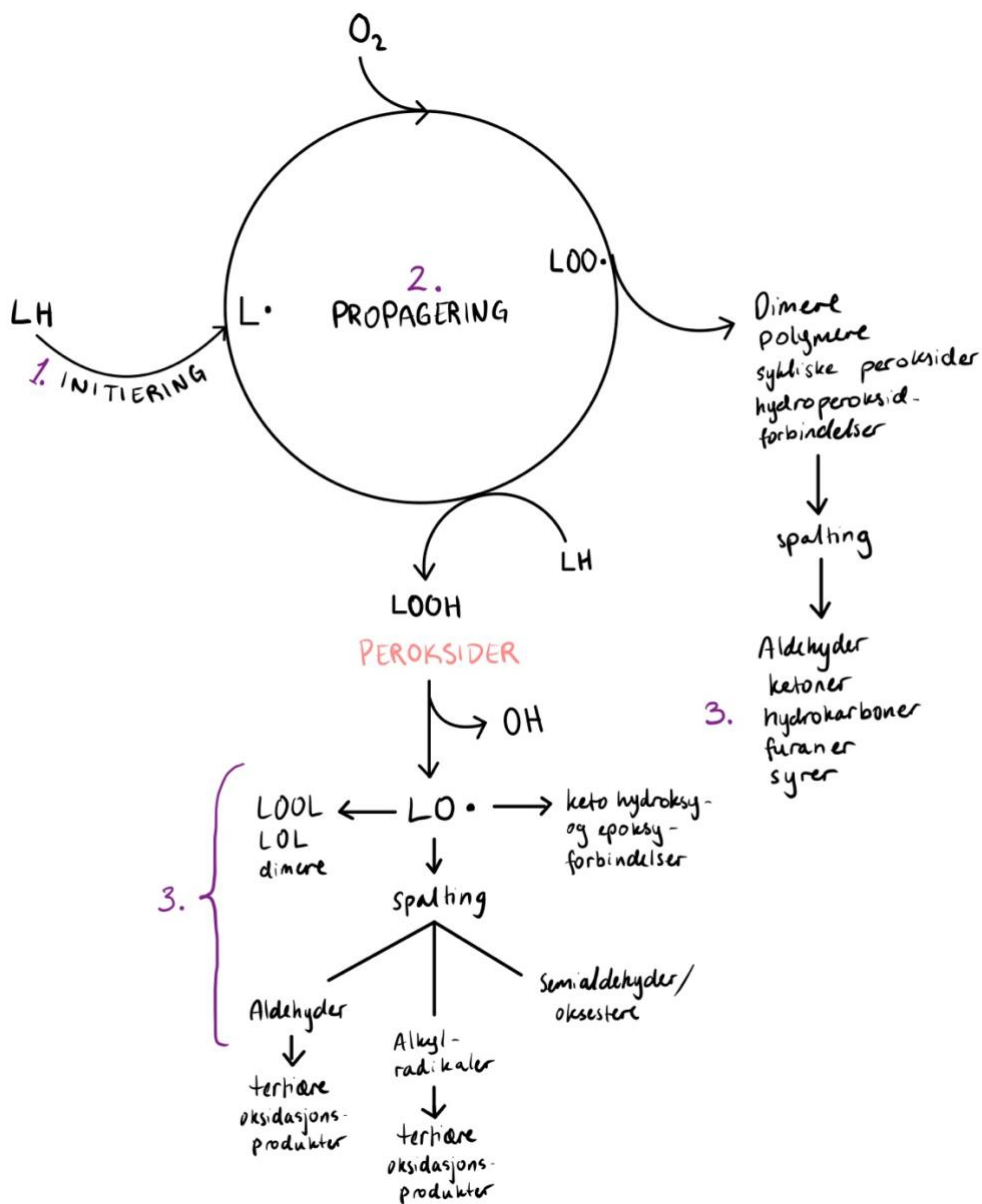 O₂
2.
PROPAGERING
LOO•
LH
L•
1. INITIERING
Dimere
polymere
sykliske peroksider
hydroperoksid-
forbindelser
spalting
Aldehyder
ketoner
3. hydrokarboner
furaner
syrer
LH
LOOH
PEROKSIDER
OH
LOOL
LOL
dimere
LO•
keto hydroksy-
og epoksy-
forbindelser
3.
spalting
Aldehyder
tertiære
oksidasjons-
produkter
Alkyl-
radikaler
tertiære
oksidasjons-
produkter
Semialdehyder/
oksestere